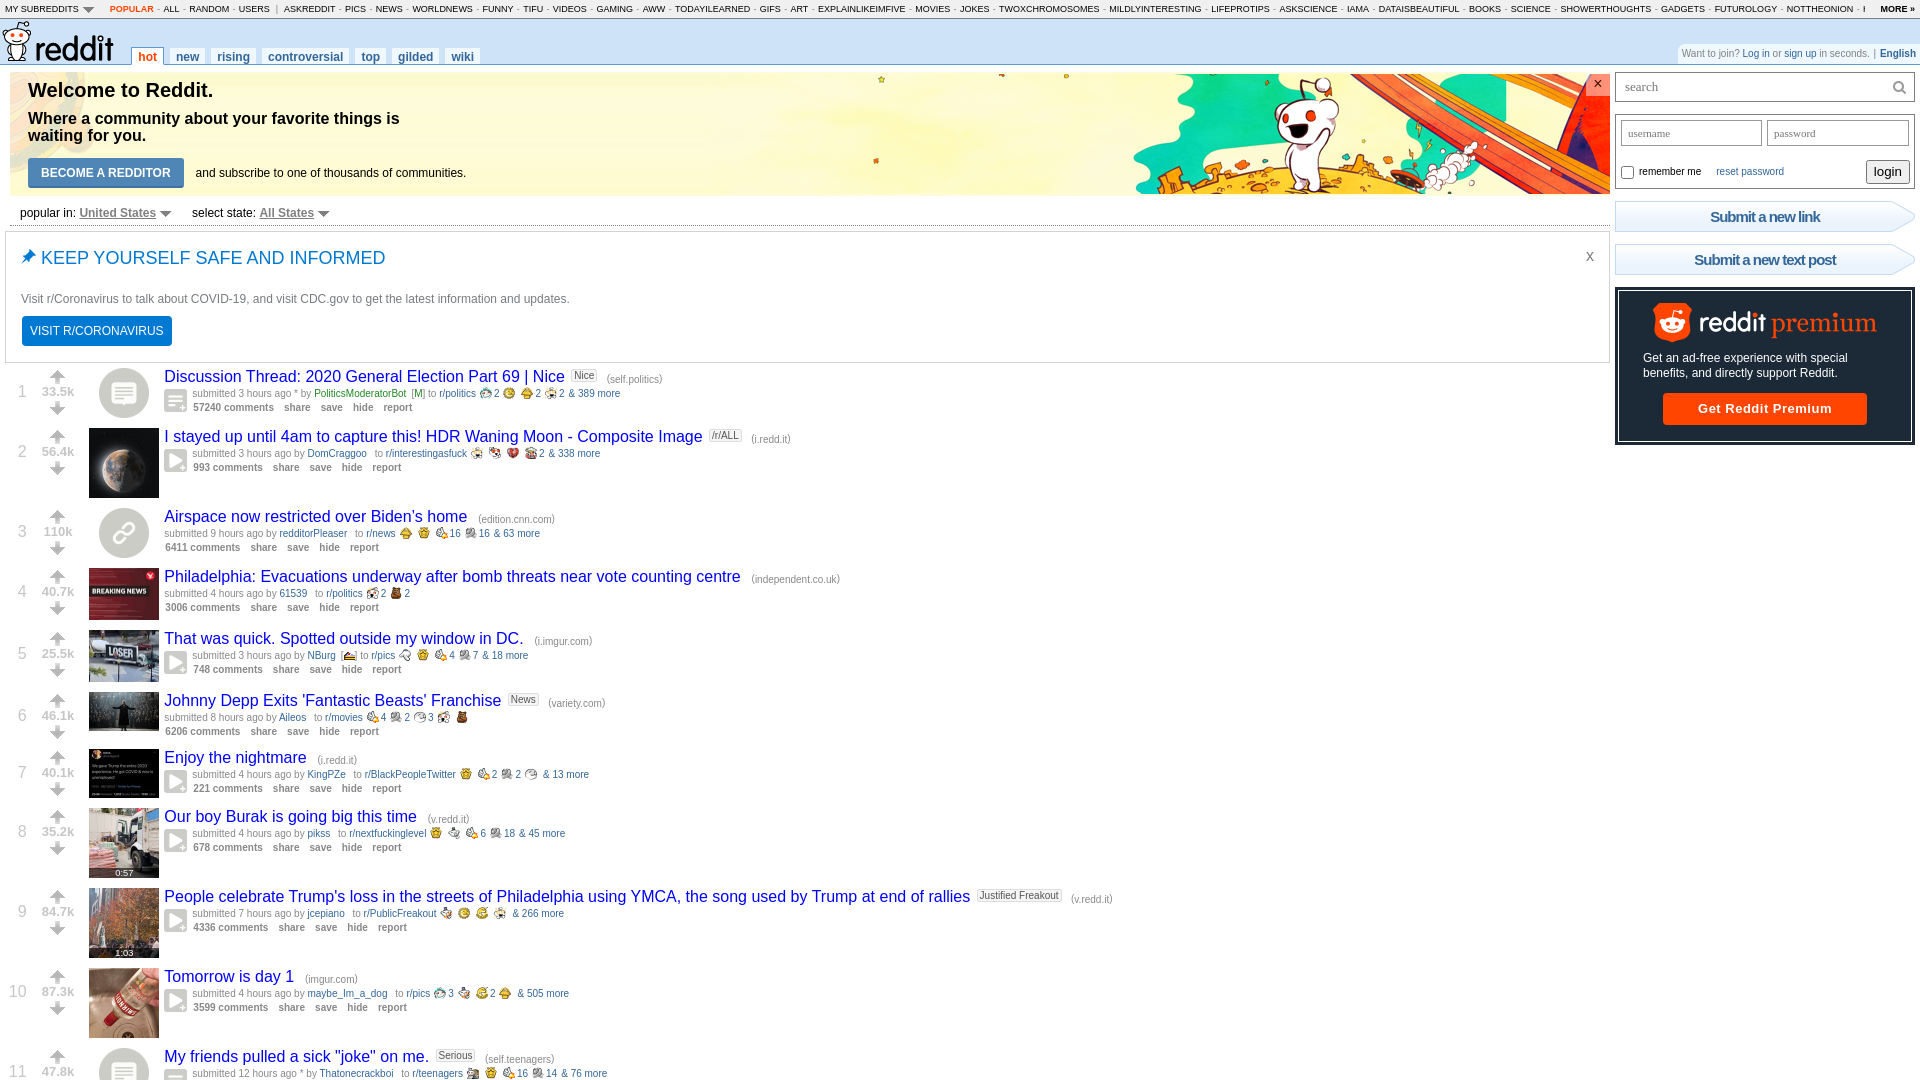 MY SUBREDDITS POPULAR - ALL - RANDOM - USERS | ASKREDDIT - PICS - NEWS - WORLDNEWS - FUNNY - TIFU - VIDEOS - GAMING - AWW - TODAYILEARNED - GIFS - ART - EXPLAINLIKEIMFIVE - MOVIES - JOKES - TWOXCHROMOSOMES - MILDLYINTERESTING - LIFEPROTIPS - ASKSCIENCE - IAMA - DATAISBEAUTIFUL - BOOKS - SCIENCE - SHOWERTHOUGHTS - GADGETS - FUTUROLOGY - NOTTHEONION - MORE »
reddit hot new rising controversial top gilded wiki
Want to join? Log in or sign up in seconds. | English
Welcome to Reddit.
Where a community about your favorite things is
waiting for you.
BECOME A REDDITOR and subscribe to one of thousands of communities.
×
search
username password
remember me reset password login
Submit a new link
Submit a new text post
reddit premium
Get an ad-free experience with special
benefits, and directly support Reddit.
Get Reddit Premium
popular in: United States select state: All States
KEEP YOURSELF SAFE AND INFORMED x
Visit r/Coronavirus to talk about COVID-19, and visit CDC.gov to get the latest information and updates.
VISIT R/CORONAVIRUS
1 33.5k Discussion Thread: 2020 General Election Part 69 | Nice Nice (self.politics)
submitted 3 hours ago * by PoliticsModeratorBot [M] to r/politics 2 2 2 & 389 more
57240 comments share save hide report
2 56.4k I stayed up until 4am to capture this! HDR Waning Moon - Composite Image /r/ALL (i.redd.it)
submitted 3 hours ago by DomCraggoo to r/interestingasfuck 2 & 338 more
993 comments share save hide report
3 110k Airspace now restricted over Biden’s home (edition.cnn.com)
submitted 9 hours ago by redditorPleaser to r/news 16 16 & 63 more
6411 comments share save hide report
4 40.7k BREAKING NEWS Philadelphia: Evacuations underway after bomb threats near vote counting centre (independent.co.uk)
submitted 4 hours ago by 61539 to r/politics 2 2
3006 comments share save hide report
5 25.5k LOSER That was quick. Spotted outside my window in DC. (i.imgur.com)
submitted 3 hours ago by NBurg [] to r/pics 4 7 & 18 more
748 comments share save hide report
6 46.1k Johnny Depp Exits 'Fantastic Beasts' Franchise News (variety.com)
submitted 8 hours ago by Aileos to r/movies 4 2 3
6206 comments share save hide report
7 40.1k Enjoy the nightmare (i.redd.it)
submitted 4 hours ago by KingPZe to r/BlackPeopleTwitter 2 2 & 13 more
221 comments share save hide report
8 35.2k Our boy Burak is going big this time (v.redd.it)
submitted 4 hours ago by pikss to r/nextfuckinglevel 6 18 & 45 more
678 comments share save hide report
0:57
9 84.7k People celebrate Trump's loss in the streets of Philadelphia using YMCA, the song used by Trump at end of rallies Justified Freakout (v.redd.it)
submitted 7 hours ago by jcepiano to r/PublicFreakout & 266 more
4336 comments share save hide report
1:03
10 87.3k Tomorrow is day 1 (imgur.com)
submitted 4 hours ago by maybe_Im_a_dog to r/pics 3 2 & 505 more
3599 comments share save hide report
11 47.8k My friends pulled a sick "joke" on me. Serious (self.teenagers)
submitted 12 hours ago * by Thatonecrackboi to r/teenagers 16 14 & 76 more